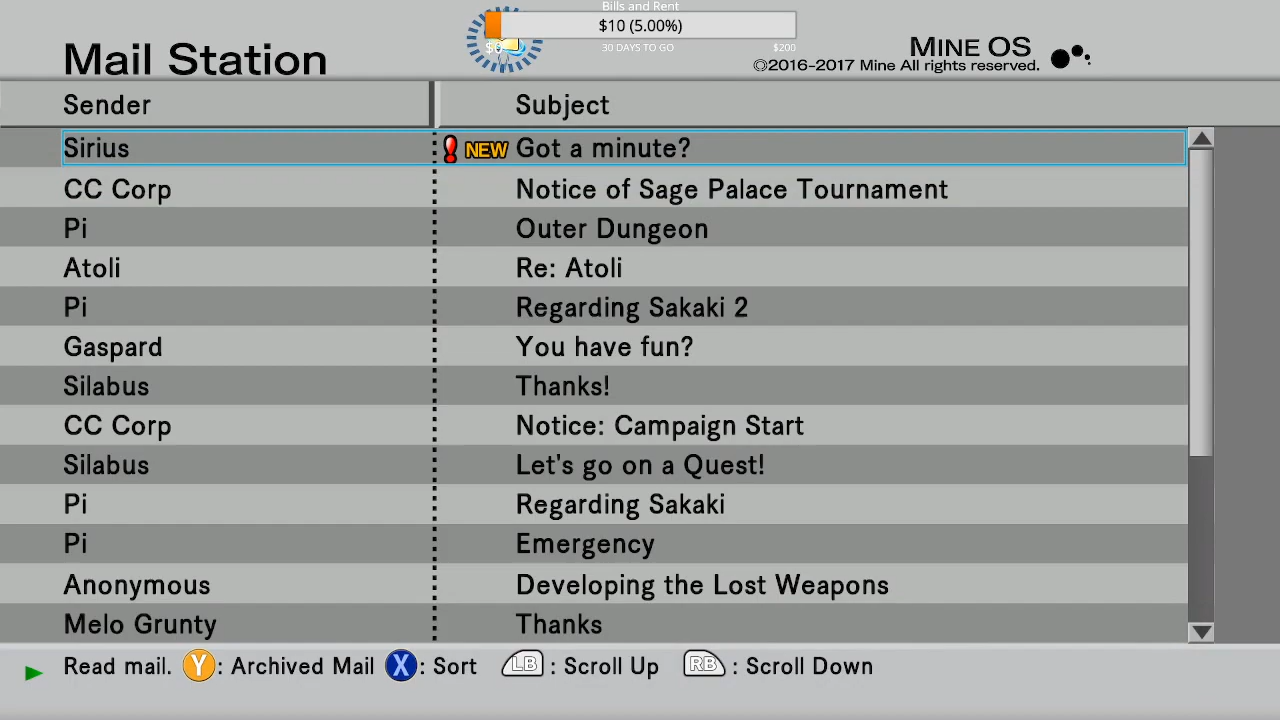 Bills and Rent
$10 (5.00%)
$0 30 DAYS TO GO $200
Mail Station
MINE OS
©2016-2017 Mine All rights reserved.
Sender Subject
Sirius NEW Got a minute?
CC Corp Notice of Sage Palace Tournament
Pi Outer Dungeon
Atoli Re: Atoli
Pi Regarding Sakaki 2
Gaspard You have fun?
Silabus Thanks!
CC Corp Notice: Campaign Start
Silabus Let's go on a Quest!
Pi Regarding Sakaki
Pi Emergency
Anonymous Developing the Lost Weapons
Melo Grunty Thanks
Read mail. Y: Archived Mail X: Sort LB: Scroll Up RB: Scroll Down